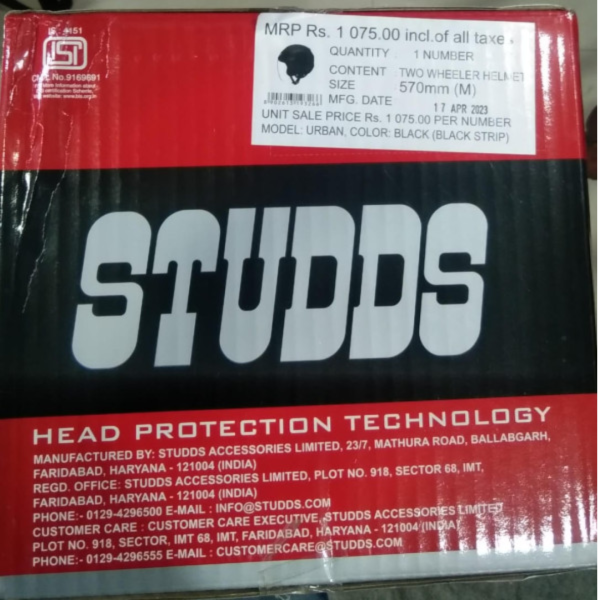 IS : 4151
ISI
CM/L No.9169691
MRP Rs. 1 075.00 incl.of all taxes
QUANTITY : 1 NUMBER
CONTENT : TWO WHEELER HELMET
SIZE 570mm (M)
MFG. DATE 17 APR 2023
UNIT SALE PRICE Rs. 1 075.00 PER NUMBER
MODEL: URBAN, COLOR: BLACK (BLACK STRIP)
STUDDS
HEAD PROTECTION TECHNOLOGY
MANUFACTURED BY: STUDDS ACCESSORIES LIMITED, 23/7, MATHURA ROAD, BALLABGARH,
FARIDABAD, HARYANA - 121004 (INDIA)
REGD. OFFICE: STUDDS ACCESSORIES LIMITED, PLOT NO. 918, SECTOR 68, IMT,
FARIDABAD, HARYANA - 121004 (INDIA)
PHONE:- 0129-4296500 E-MAIL : INFO@STUDDS.COM
CUSTOMER CARE : CUSTOMER CARE EXECUTIVE, STUDDS ACCESSORIES LIMITED
PLOT NO. 918, SECTOR, IMT 68, IMT, FARIDABAD, HARYANA - 121004 (INDIA)
PHONE:- 0129-4296555 E-MAIL : CUSTOMERCARE@STUDDS.COM